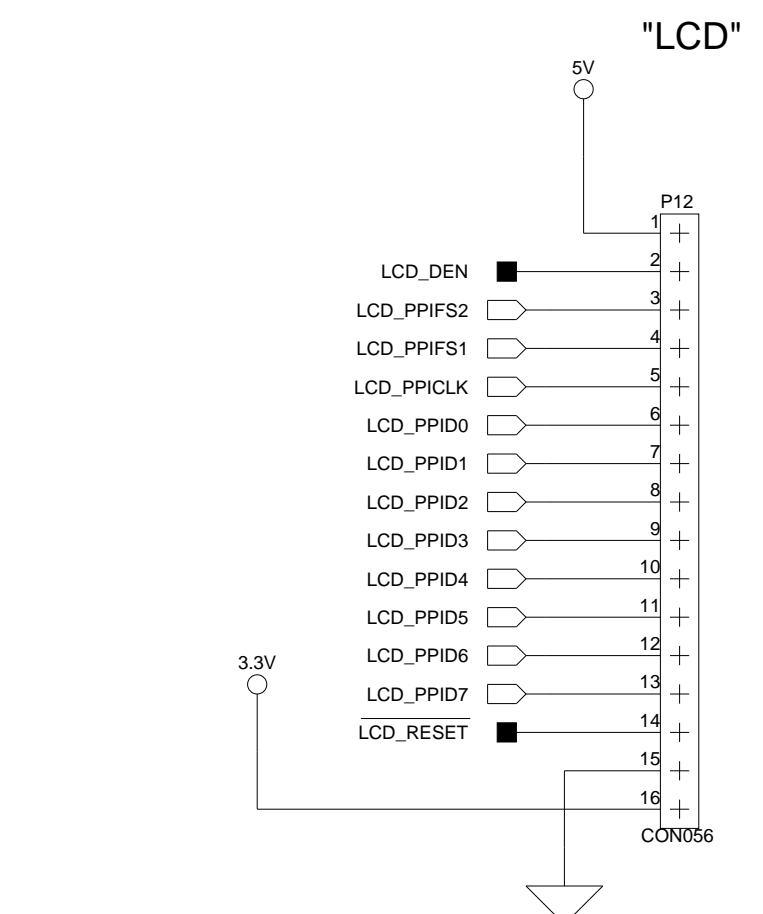 "LCD"
5V
P12
1
LCD_DEN 2
LCD_PPIFS2 3
LCD_PPIFS1 4
LCD_PPICLK 5
LCD_PPID0 6
LCD_PPID1 7
LCD_PPID2 8
LCD_PPID3 9
LCD_PPID4 10
LCD_PPID5 11
LCD_PPID6 12
3.3V
LCD_PPID7 13
LCD_RESET 14
15
16
CON056